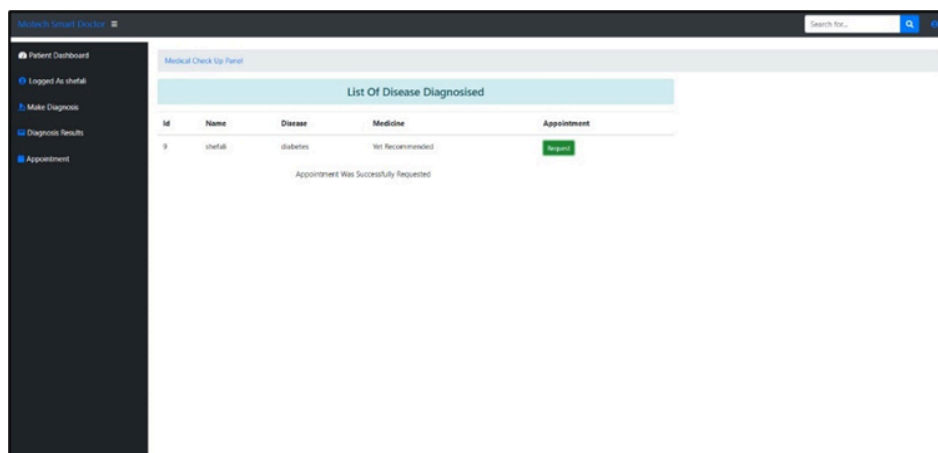 Motech Smart Doctor
Search for...
Patient Dashboard
Logged As shefali
Make Diagnosis
Diagnosis Results
Appointment
Medical Check Up Panel
List Of Disease Diagnosised
Id Name Disease Medicine Appointment
9 shefali diabetes Yet Recommended Request
Appointment Was Successfully Requested